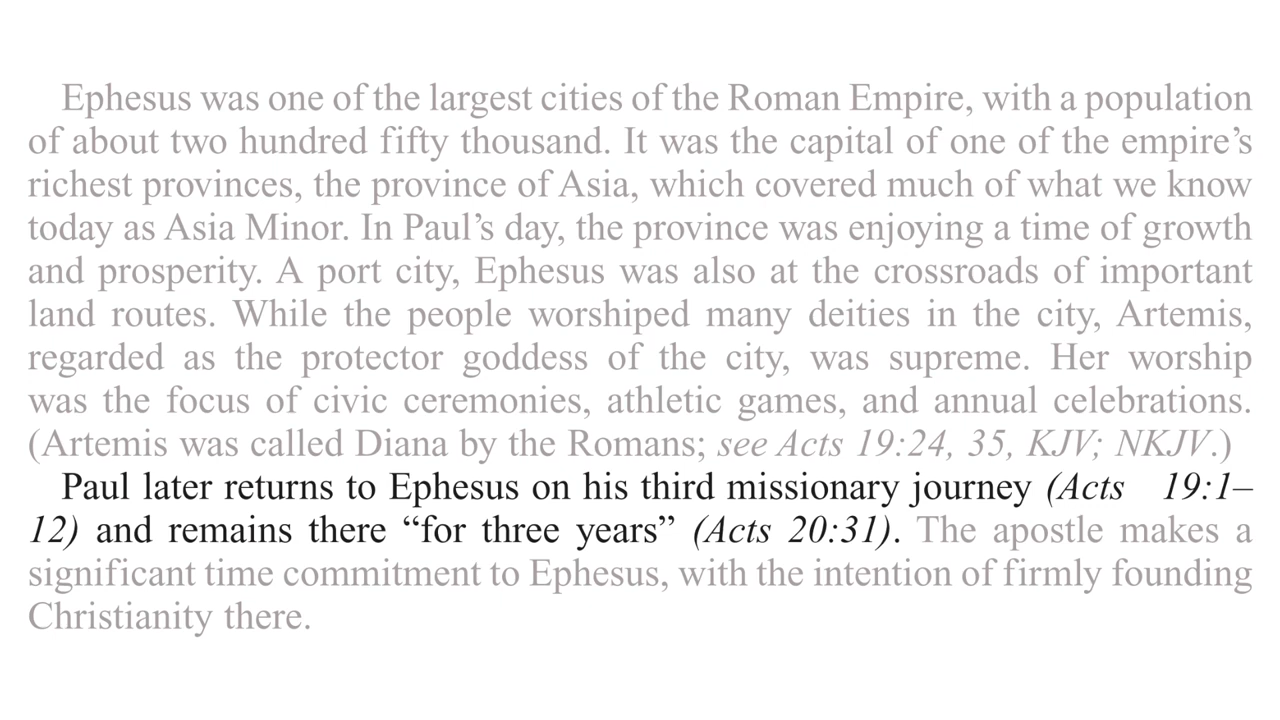 Ephesus was one of the largest cities of the Roman Empire, with a population
of about two hundred fifty thousand. It was the capital of one of the empire’s
richest provinces, the province of Asia, which covered much of what we know
today as Asia Minor. In Paul’s day, the province was enjoying a time of growth
and prosperity. A port city, Ephesus was also at the crossroads of important
land routes. While the people worshiped many deities in the city, Artemis,
regarded as the protector goddess of the city, was supreme. Her worship
was the focus of civic ceremonies, athletic games, and annual celebrations.
(Artemis was called Diana by the Romans; see Acts 19:24, 35, KJV; NKJV.)
Paul later returns to Ephesus on his third missionary journey (Acts 19:1–
12) and remains there “for three years” (Acts 20:31). The apostle makes a
significant time commitment to Ephesus, with the intention of firmly founding
Christianity there.